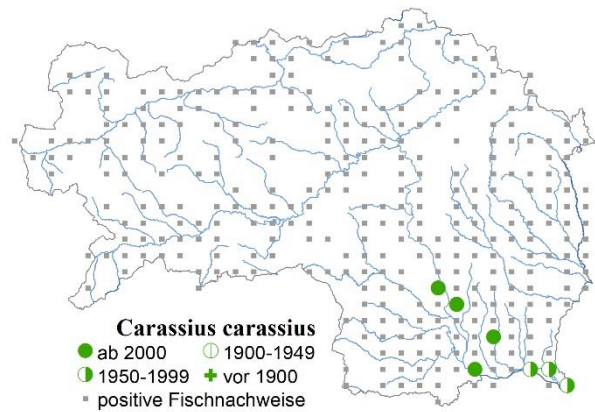 Carassius carassius
ab 2000 1900-1949
1950-1999 vor 1900
positive Fischnachweise